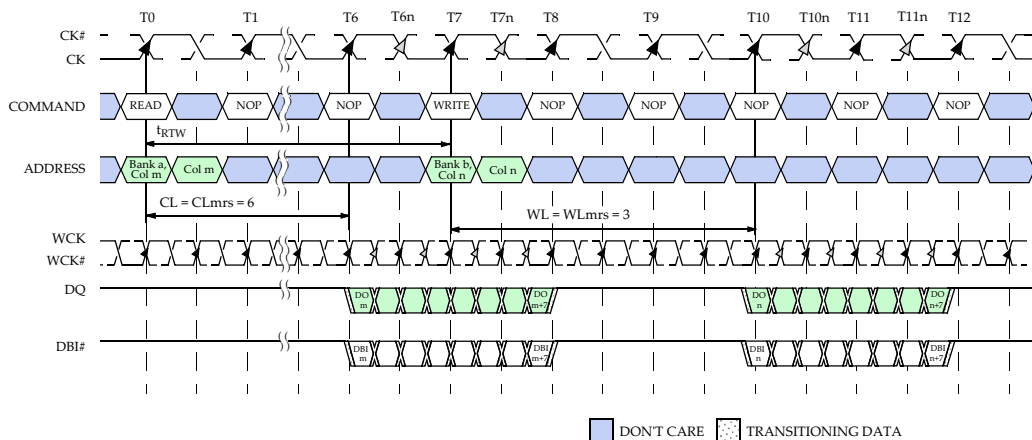 T0 T1 T6 T6n T7 T7n T8 T9 T10 T10n T11 T11n T12
CK#
CK
COMMAND READ NOP NOP WRITE NOP NOP NOP NOP NOP
tRTW
ADDRESS Bank a, Col m Col m Bank b, Col n Col n
CL = CLmrs = 6 WL = WLmrs = 3
WCK
WCK#
DQ DO m DO m+7 DO n DO n+7
DBI# DBI m DBI m+7 DBI n DBI n+7
DON'T CARE TRANSITIONING DATA